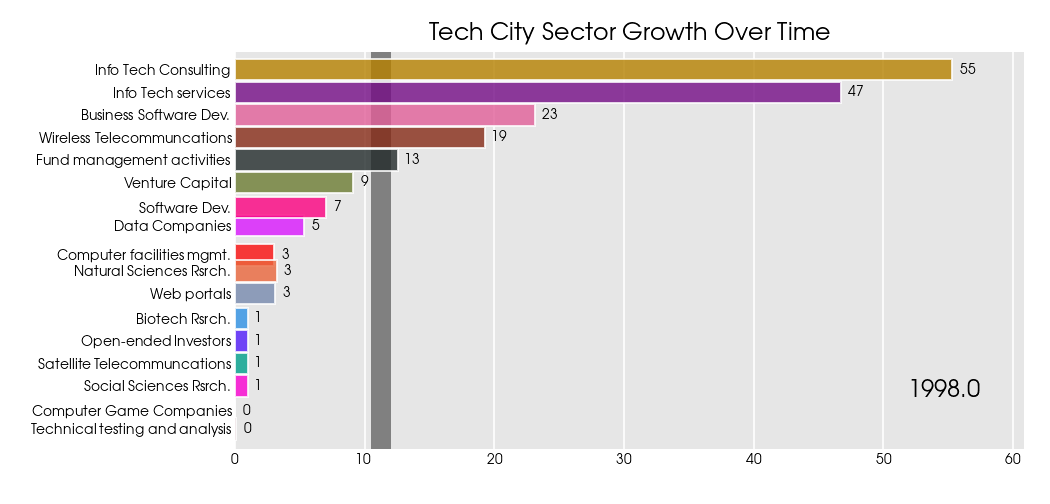 Tech City Sector Growth Over Time
Info Tech Consulting 55
Info Tech services 47
Business Software Dev. 23
Wireless Telecommuncations 19
Fund management activities 13
Venture Capital 9
Software Dev. 7
Data Companies 5
Computer facilities mgmt. 3
Natural Sciences Rsrch. 3
Web portals 3
Biotech Rsrch. 1
Open-ended Investors 1
Satellite Telecommuncations 1
Social Sciences Rsrch. 1
1998.0
Computer Game Companies 0
Technical testing and analysis 0
0 10 20 30 40 50 60